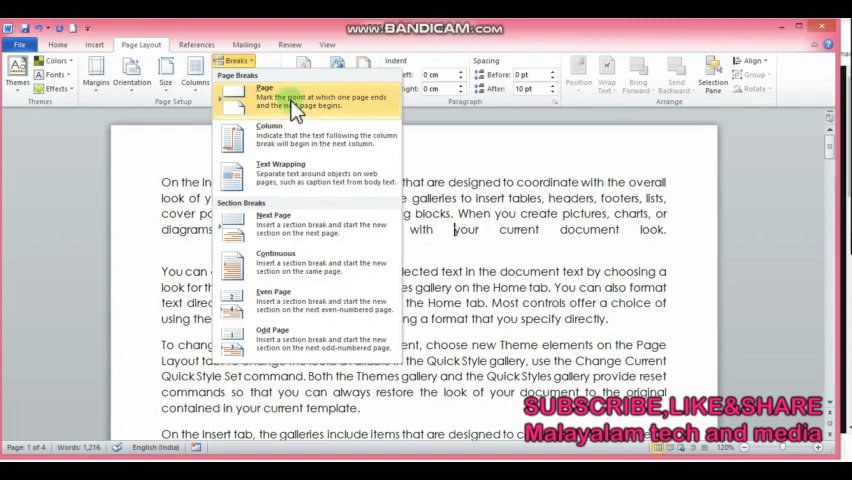 www.BANDICAM.com
File Home Insert Page Layout References Mailings Review View
Colors
Fonts
Effects
Themes
Themes
Margins Orientation Size Columns
Page Setup
Breaks
Indent
Left: 0 cm
0 cm
Spacing
Before: 0 pt
After: 10 pt
Paragraph
Position Wrap
Selection
Pane
Align
Group
Rotate
Arrange
Page Breaks
Page
Mark the point at which one page ends
and the next page begins.
Column
Indicate that the text following the column
break will begin in the next column.
Text Wrapping
Separate text around objects on web
pages, such as caption text from body text.
Section Breaks
Next Page
Insert a section break and start the new
section on the next page.
Continuous
Insert a section break and start the new
section on the same page.
Even Page
Insert a section break and start the new
section on the next even-numbered page.
Odd Page
Insert a section break and start the new
section on the next odd-numbered page.
On the In that are designed to coordinate with the overall
look of y e galleries to insert tables, headers, footers, lists,
cover pa g blocks. When you create pictures, charts, or
diagrams with your current document look.
You can lected text in the document text by choosing a
look for th es gallery on the Home tab. You can also format
text direc the Home tab. Most controls offer a choice of
using the g a format that you specify directly.
To chang ent, choose new Theme elements on the Page
Layout tab. To change the looks available in the Quick Style gallery, use the Change Current
Quick Style Set command. Both the Themes gallery and the Quick Styles gallery provide reset
commands so that you can always restore the look of your document to the original
contained in your current template.
On the Insert tab, the galleries include items that are designed to c
SUBSCRIBE,LIKE&SHARE
Malayalam tech and media
Page: 1 of 4 Words: 1,216 English (India) 120%